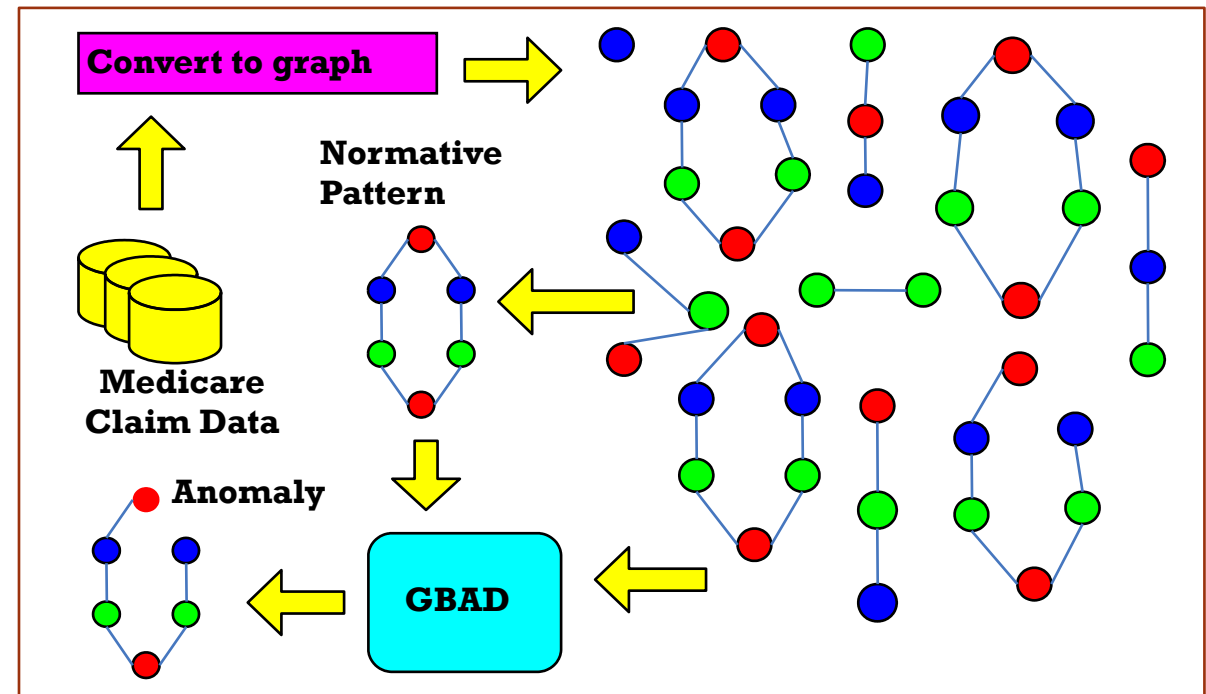 Convert to graph
Normative
Pattern
Medicare
Claim Data
Anomaly
GBAD